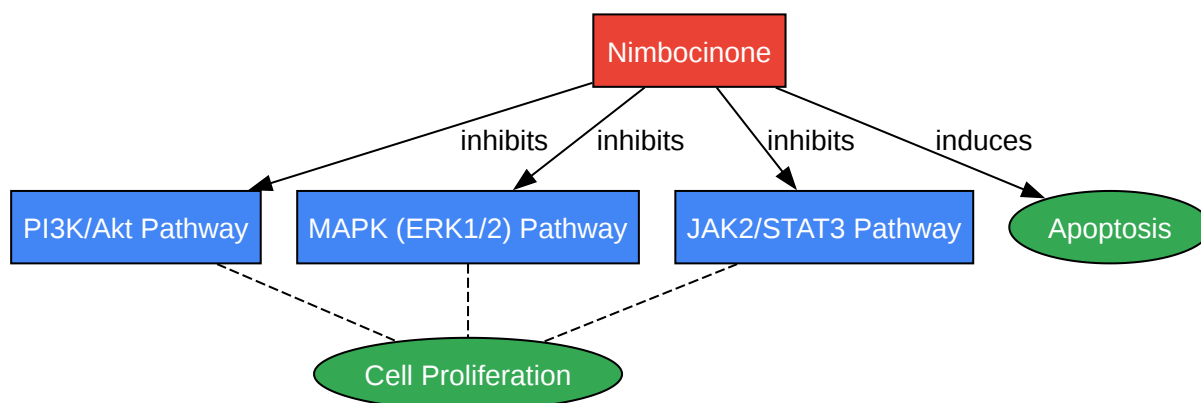 Nimbocinone
inhibits
inhibits
inhibits
induces
PI3K/Akt Pathway
MAPK (ERK1/2) Pathway
JAK2/STAT3 Pathway
Apoptosis
Cell Proliferation